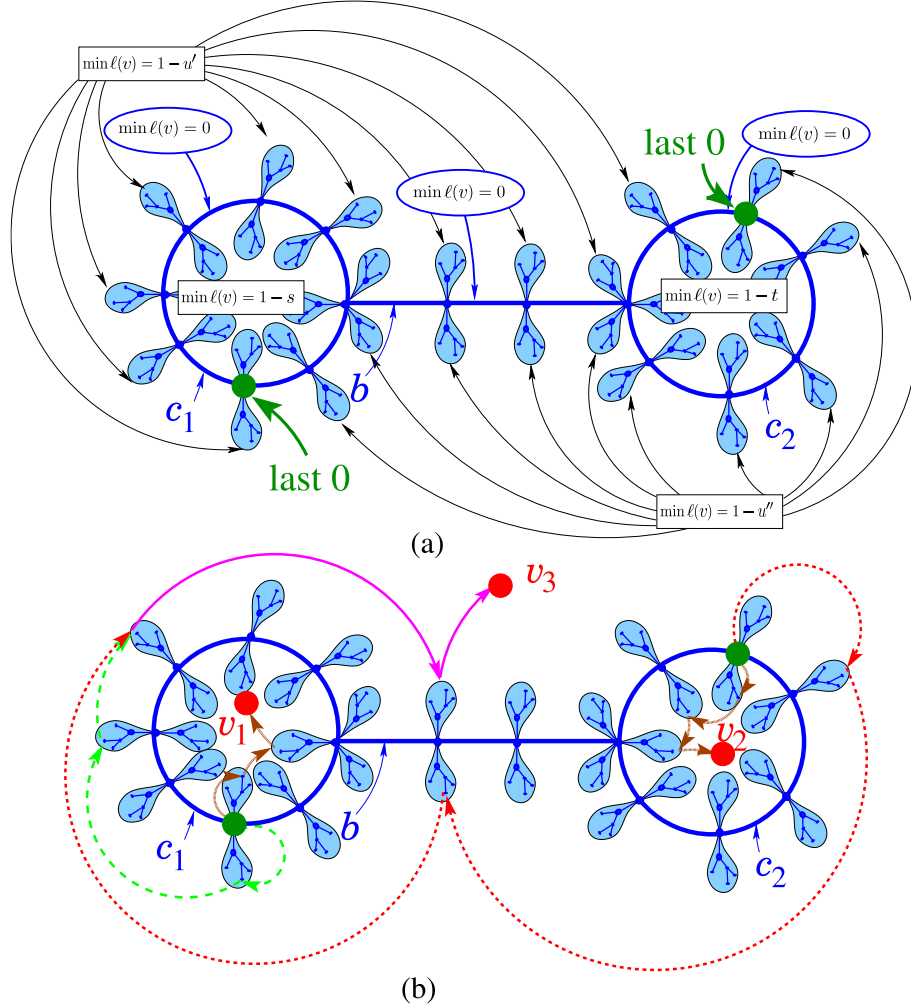 min ℓ(v) = 1 − u′
min ℓ(v) = 0
last 0
min ℓ(v) = 0
min ℓ(v) = 0
min ℓ(v) = 1 − s
min ℓ(v) = 1 − t
b
c₁
c₂
last 0
min ℓ(v) = 1 − u″
(a)
v₃
v₁
v₂
b
c₁
c₂
(b)